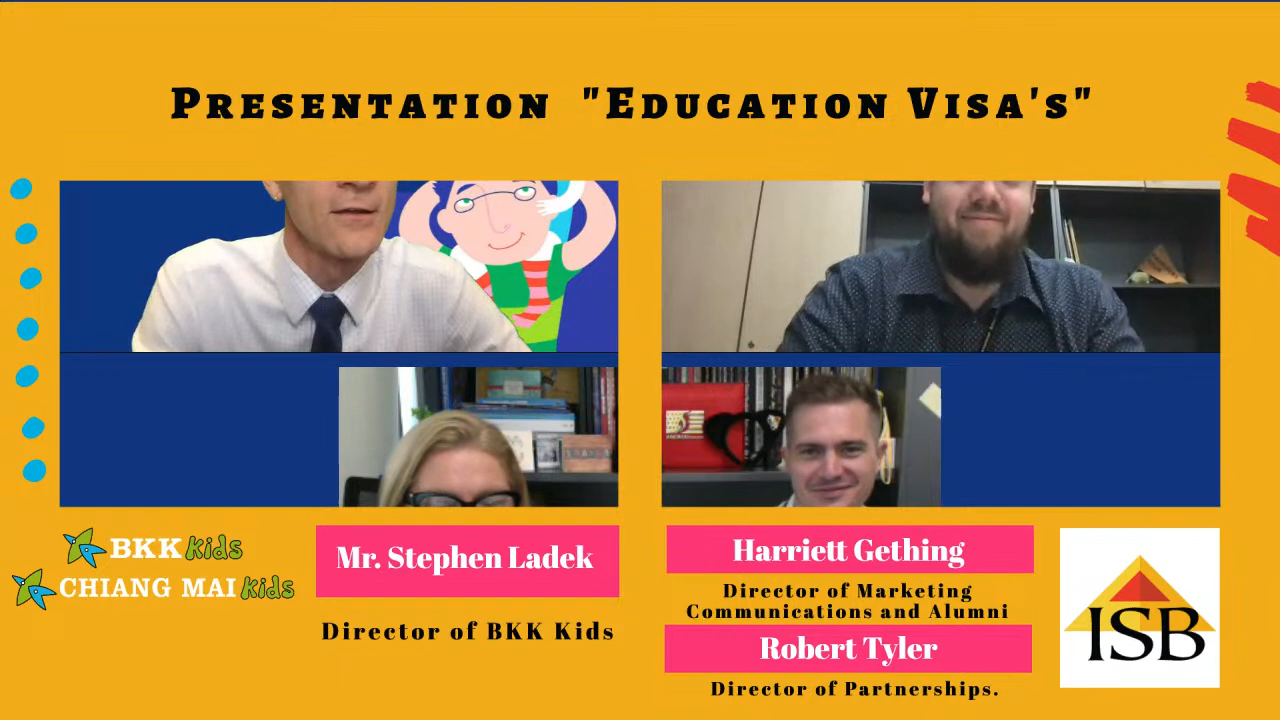 Presentation "Education Visa's"
BKK Kids
CHIANG MAI Kids
Mr. Stephen Ladek
Director of BKK Kids
Harriett Gething
Director of Marketing
Communications and Alumni
Robert Tyler
Director of Partnerships.
ISB